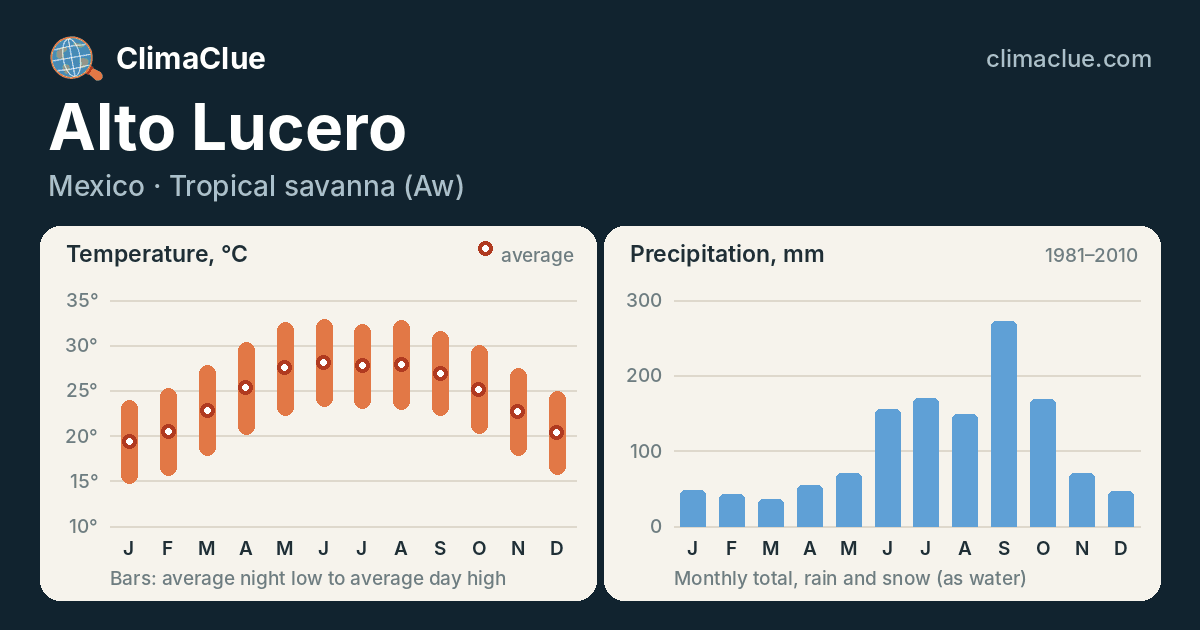 ClimaClue
climaclue.com
Alto Lucero
Mexico · Tropical savanna (Aw)
Temperature, °C
average
35°
30°
25°
20°
15°
10°
J F M A M J J A S O N D
Bars: average night low to average day high
Precipitation, mm
1981–2010
300
200
100
0
J F M A M J J A S O N D
Monthly total, rain and snow (as water)